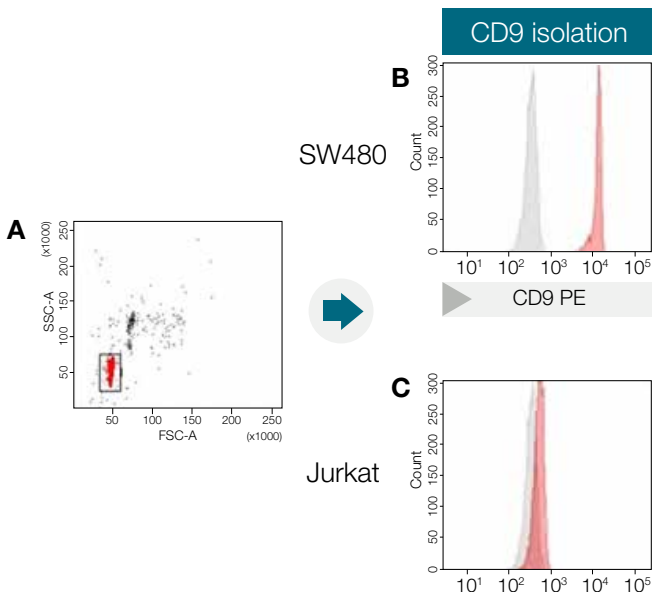 CD9 isolation
B
SW480
Count
300
250
200
150
100
50
0
10¹ 10² 10³ 10⁴ 10⁵
CD9 PE
A
(x1000)
SSC-A
250
200
150
100
50
50 100 150 200 250
FSC-A (x1000)
C
Jurkat
Count
300
250
200
150
100
50
0
10¹ 10² 10³ 10⁴ 10⁵